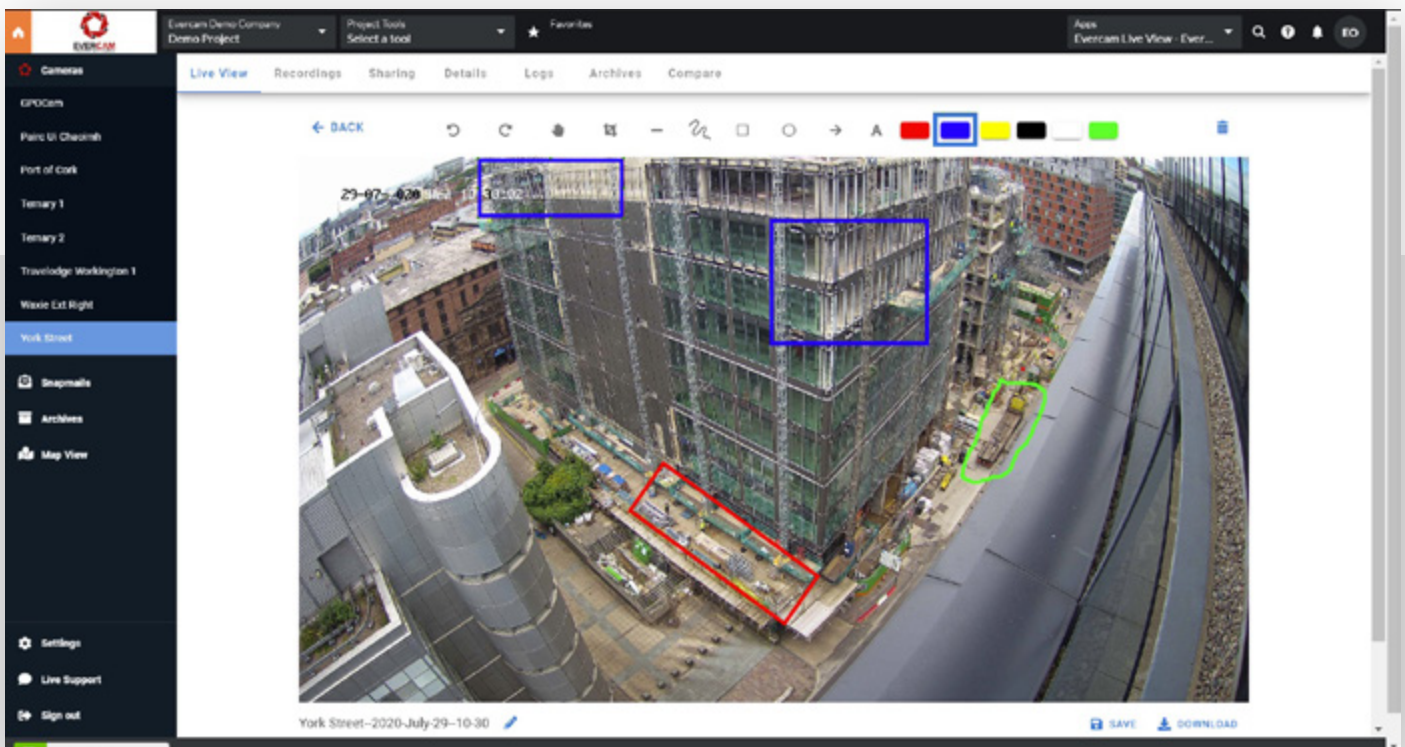 EVERCAM
Evercam Demo Company
Demo Project
Project Tools
Select a tool
Favorites
Apps
Evercam Live View - Ever...
EO
Cameras
Live View Recordings Sharing Details Logs Archives Compare
GPOCam
Pairc Ui Chaoimh
Port of Cork
Ternary 1
Ternary 2
Travelodge Workington 1
Waxie Ext Right
York Street
Snapmails
Archives
Map View
Settings
Live Support
Sign out
BACK
A
York Street--2020-July-29--10-30
SAVE DOWNLOAD